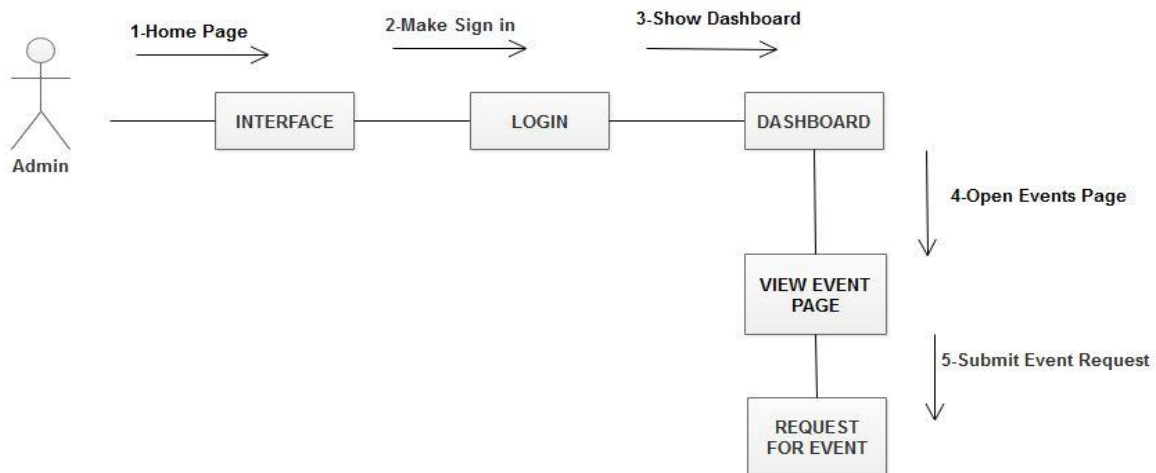 1-Home Page
2-Make Sign in
3-Show Dashboard
INTERFACE
LOGIN
DASHBOARD
Admin
4-Open Events Page
VIEW EVENT
PAGE
5-Submit Event Request
REQUEST
FOR EVENT